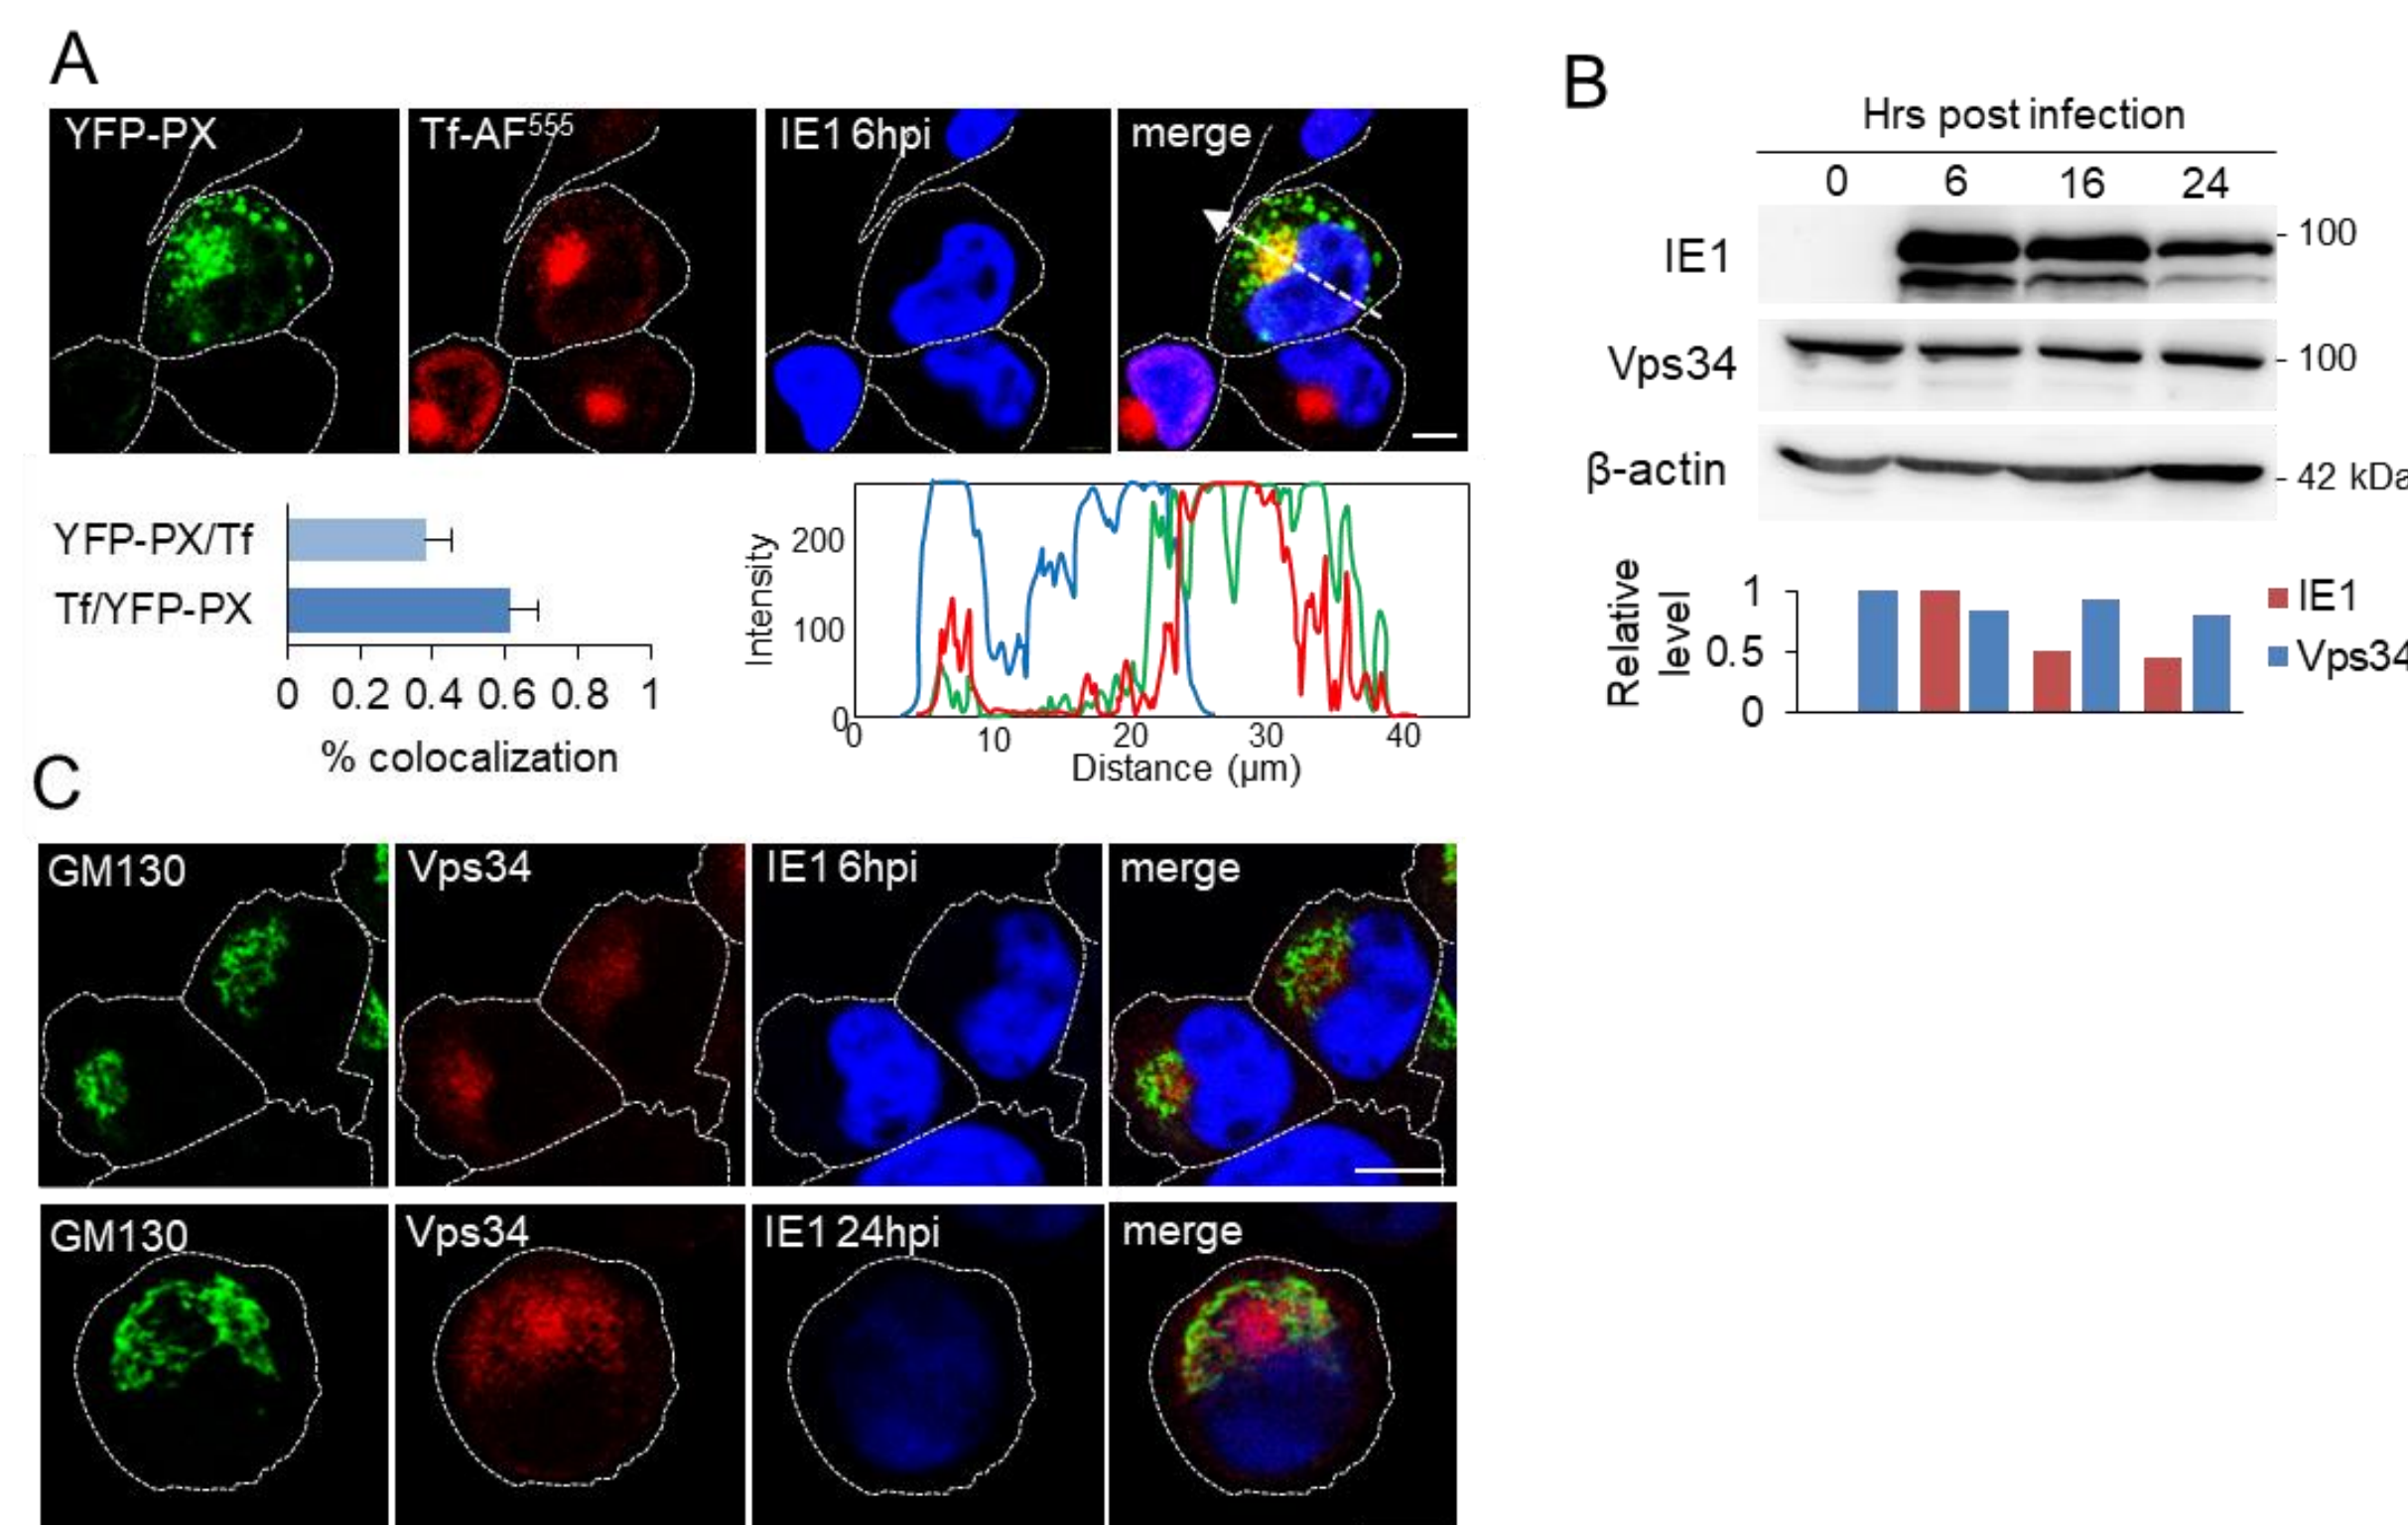 A
YFP-PX
Tf-AF555
IE1 6hpi
merge
YFP-PX/Tf
Tf/YFP-PX
0 0.2 0.4 0.6 0.8 1
% colocalization
Intensity
200
100
0
0 10 20 30 40
Distance (µm)
B
Hrs post infection
0 6 16 24
IE1
- 100
Vps34
- 100
β-actin
- 42 kDa
Relative
level
1
0.5
0
IE1
Vps34
C
GM130
Vps34
IE1 6hpi
merge
GM130
Vps34
IE1 24hpi
merge